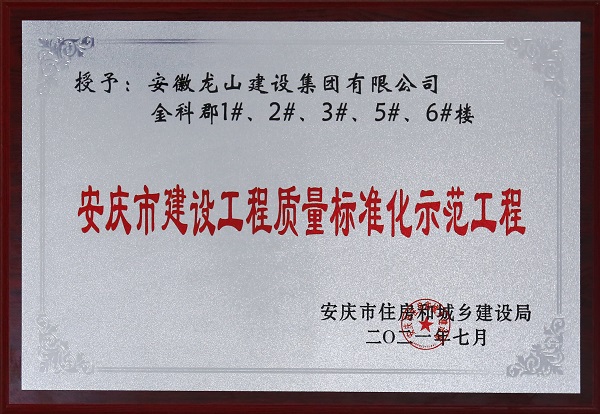 授予：安徽龙山建设集团有限公司
金科郡1#、2#、3#、5#、6#楼
安庆市建设工程质量标准化示范工程
安庆市住房和城乡建设局
二〇二一年七月